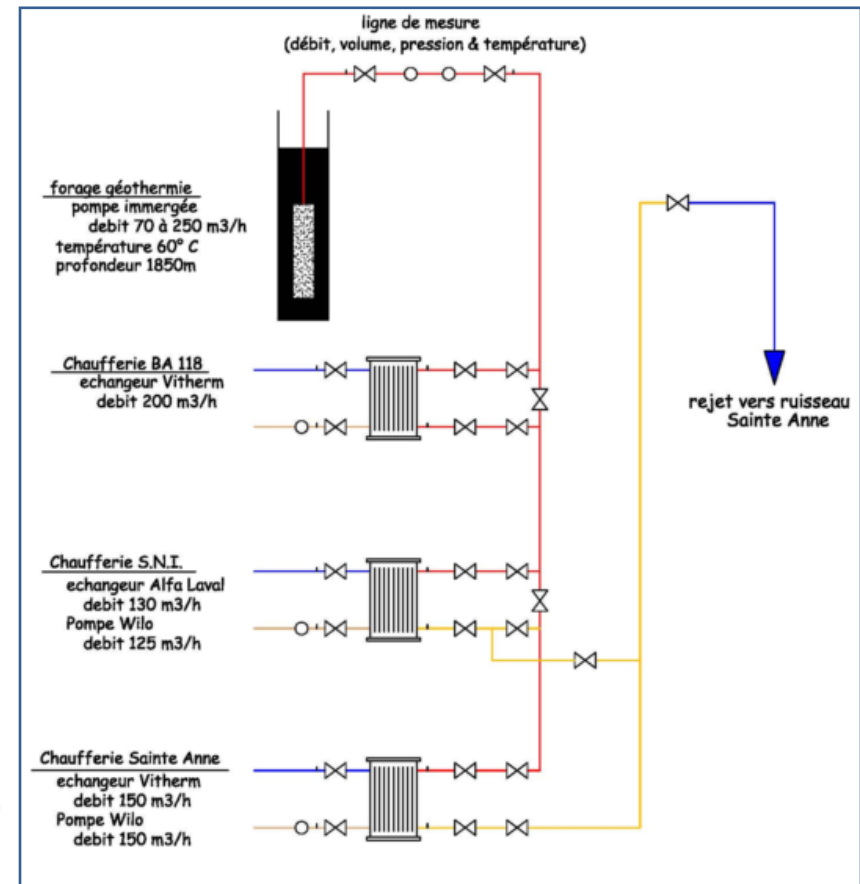 ligne de mesure
(débit, volume, pression & température)
forage géothermie
pompe immergée
debit 70 à 250 m3/h
température 60° C
profondeur 1850m
Chaufferie BA 118
echangeur Vitherm
debit 200 m3/h
rejet vers ruisseau
Sainte Anne
Chaufferie S.N.I.
echangeur Alfa Laval
debit 130 m3/h
Pompe Wilo
debit 125 m3/h
Chaufferie Sainte Anne
echangeur Vitherm
debit 150 m3/h
Pompe Wilo
debit 150 m3/h